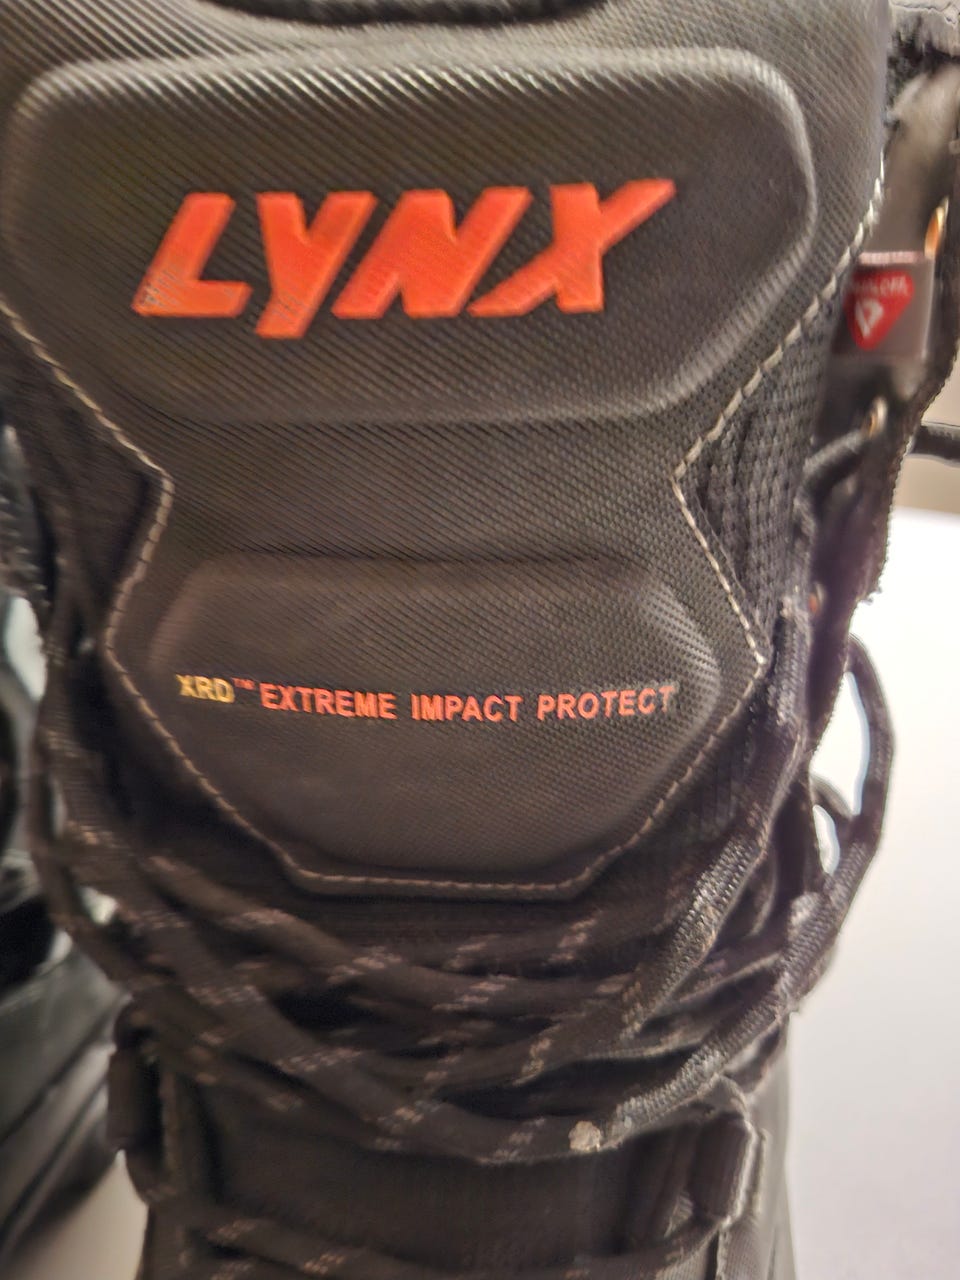 LYNX
XRD™ EXTREME IMPACT PROTECT